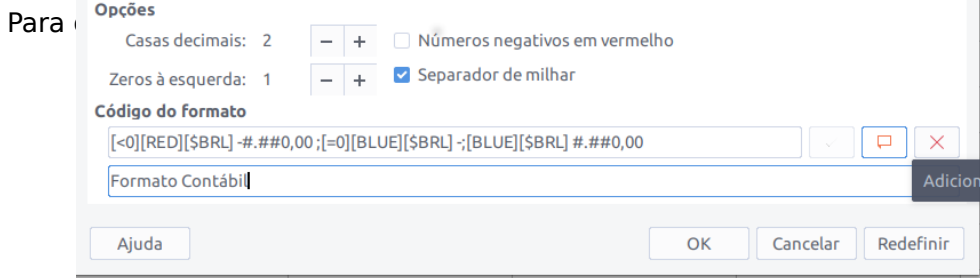 Opções
Para
Casas decimais: 2 − + Números negativos em vermelho
Zeros à esquerda: 1 − + Separador de milhar
Código do formato
[<0][RED][$BRL] -#.##0,00 ;[=0][BLUE][$BRL] -;[BLUE][$BRL] #.##0,00
Formato Contábil
Adicion
Ajuda OK Cancelar Redefinir